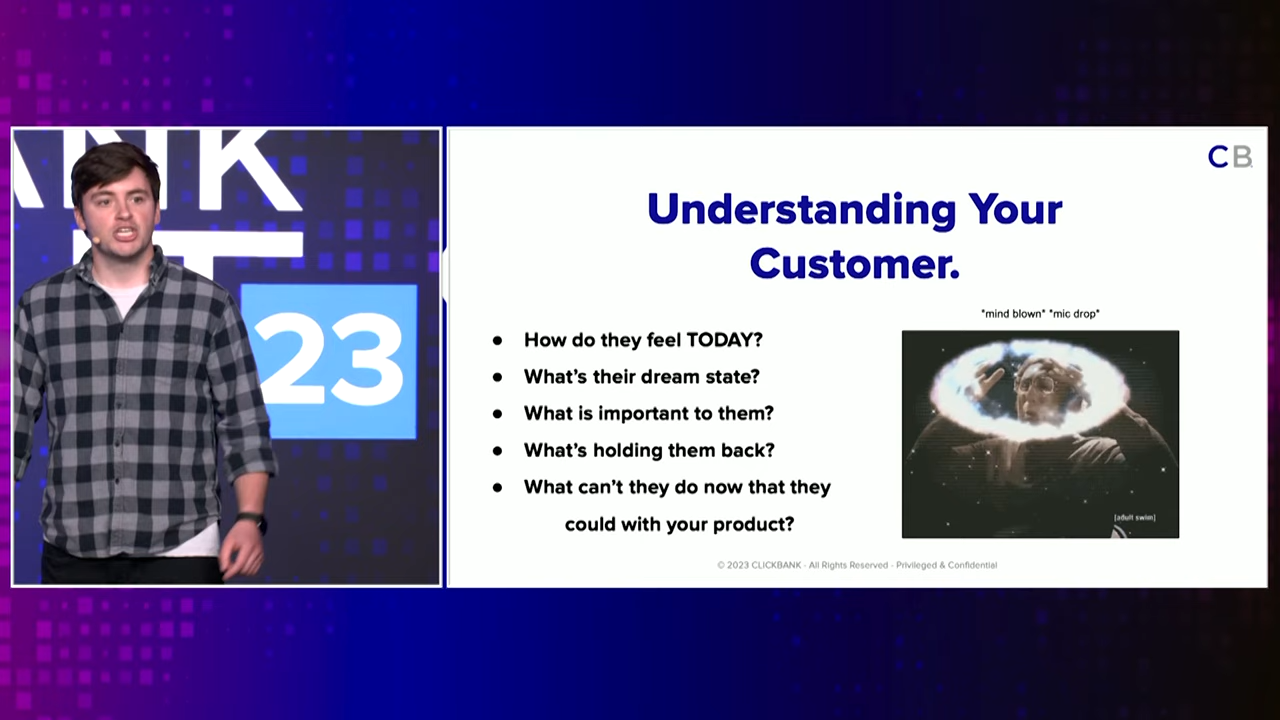 ANK
T
23
CB
Understanding Your
Customer.
*mind blown* *mic drop*
● How do they feel TODAY?
● What's their dream state?
● What is important to them?
● What's holding them back?
● What can't they do now that they
could with your product?
[adult swim]
© 2023 CLICKBANK - All Rights Reserved - Privileged & Confidential